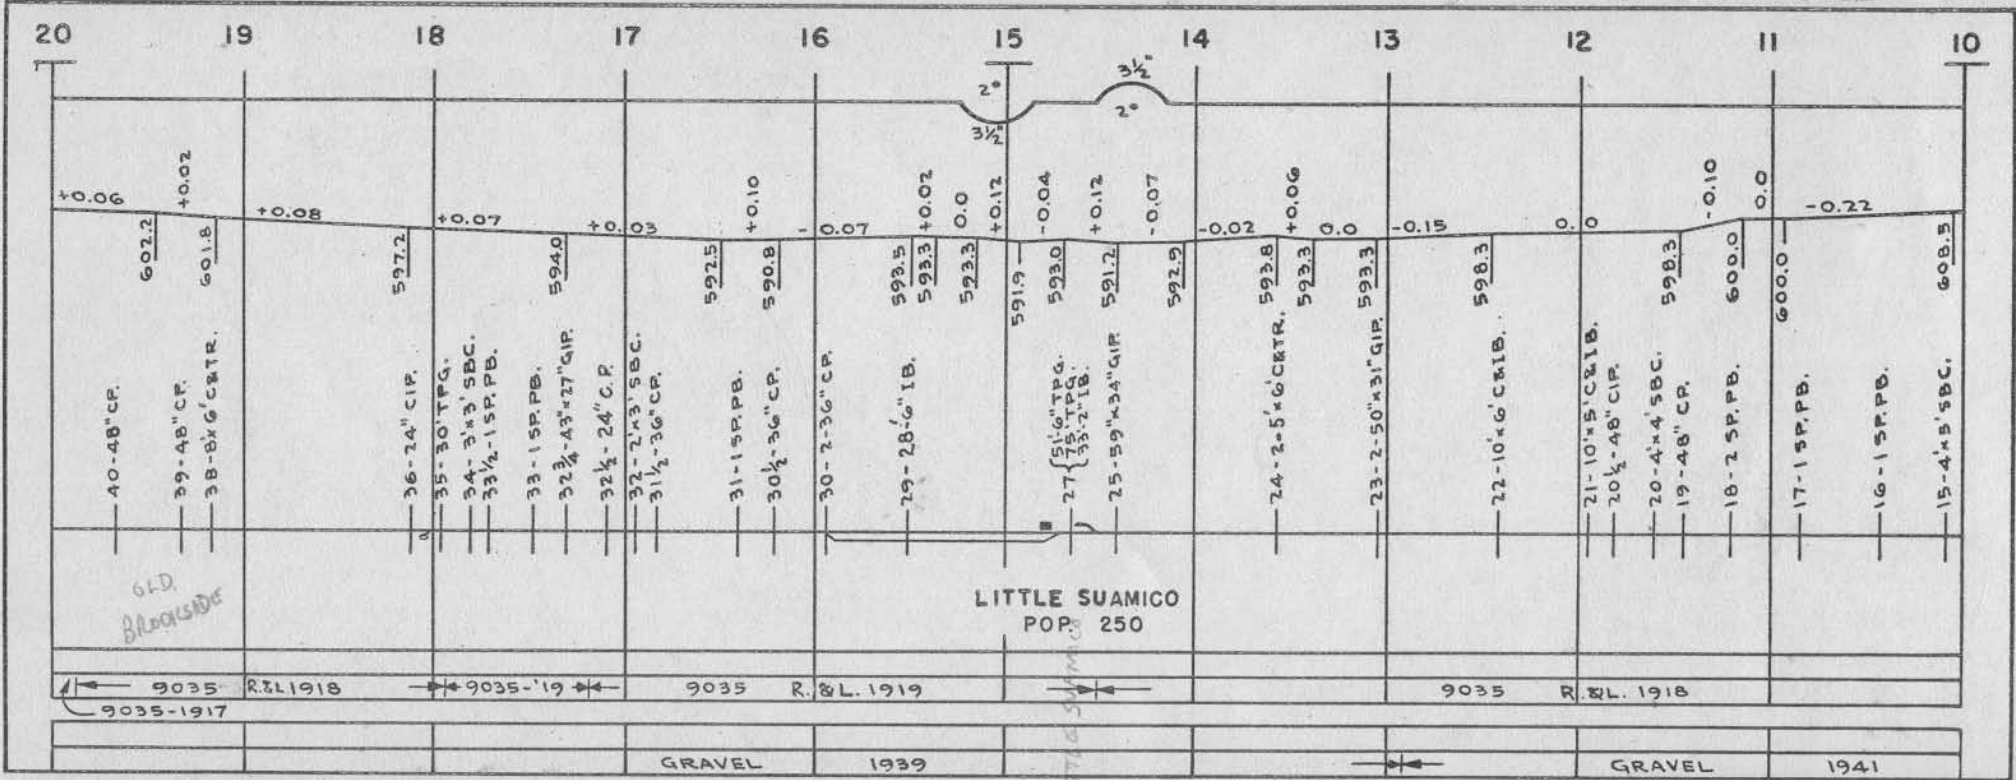 20 19 18 17 16 15 14 13 12 11 10
2° 3½"
3½" 2°
+0.06 +0.02 +0.08 +0.07 +0.03 +0.10 -0.07 +0.02 0.0 +0.12 -0.04 +0.12 -0.07 -0.02 +0.06 0.0 -0.15 0.0 -0.10 0.0 -0.22
602.2 601.8 597.2 594.0 592.5 590.8 593.5 593.3 593.3 591.9 593.0 591.2 592.9 593.8 593.3 593.3 598.3 598.3 600.0 600.0 608.5
40-48" CP.
39-48" CP.
38-8'x6' C&TR.
36-24" CIP.
35-30' TPG.
34-3'x3' SBC.
33½-1 SP. PB.
33-1 SP. PB.
32¾-43"x27" GIP.
32½-24" C.P.
32-2'x3' SBC.
31½-36" CP.
31-1 SP. PB.
30½-36" CP.
30-2-36" CP.
29-28'-6" IB.
27 { 51'-6" TPG.
75' TPG.
33'-2" IB.
25-59"x34" GIP.
24-2-5'x6' C&TR.
23-2-50"x31" GIP.
22-10'x6' C&IB.
21-10'x5' C&IB.
20½-48" CIP.
20-4'x4' SBC.
19-48" CP.
18-2 SP. PB.
17-1 SP. PB.
16-1 SP. PB.
15-4'x5' SBC.
OLD
BROOKSIDE
LITTLE SUAMICO
POP. 250
9035 R.&L 1918 9035-'19 9035 R.&L. 1919 9035 R.&L. 1918
9035-1917
GRAVEL 1939 GRAVEL 1941